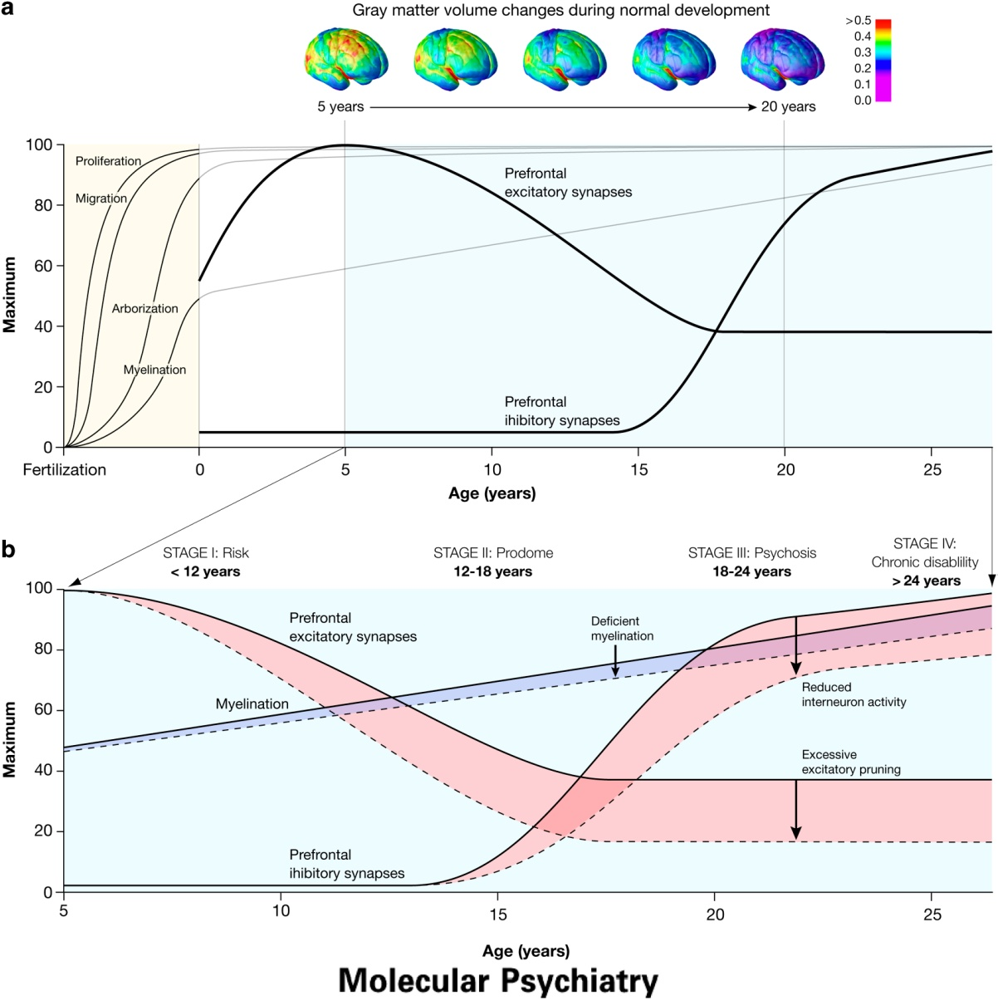 a
Gray matter volume changes during normal development
>0.5
0.4
0.3
0.2
0.1
0.0
5 years
20 years
100
80
60
40
20
0
Maximum
Proliferation
Migration
Arborization
Myelination
Prefrontal
excitatory synapses
Prefrontal
ihibitory synapses
Fertilization
0
5
10
15
20
25
Age (years)
b
STAGE I: Risk
< 12 years
STAGE II: Prodome
12-18 years
STAGE III: Psychosis
18-24 years
STAGE IV:
Chronic disablility
> 24 years
100
80
60
40
20
0
Maximum
Prefrontal
excitatory synapses
Deficient
myelination
Myelination
Reduced
interneuron activity
Excessive
excitatory pruning
Prefrontal
ihibitory synapses
5
10
15
20
25
Age (years)
Molecular Psychiatry